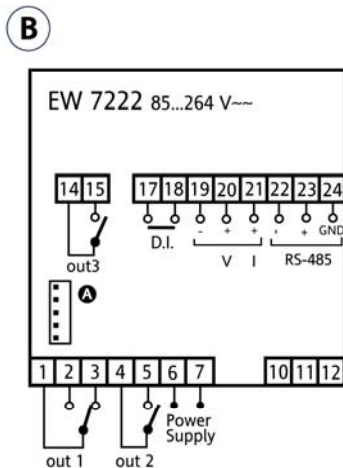 B
EW 7222 85...264 V~~
14 15 17 18 19 20 21 22 23 24
- + + - + GND
D.I.
V I RS-485
out3
A
1 2 3 4 5 6 7 10 11 12
Power
Supply
out 1 out 2